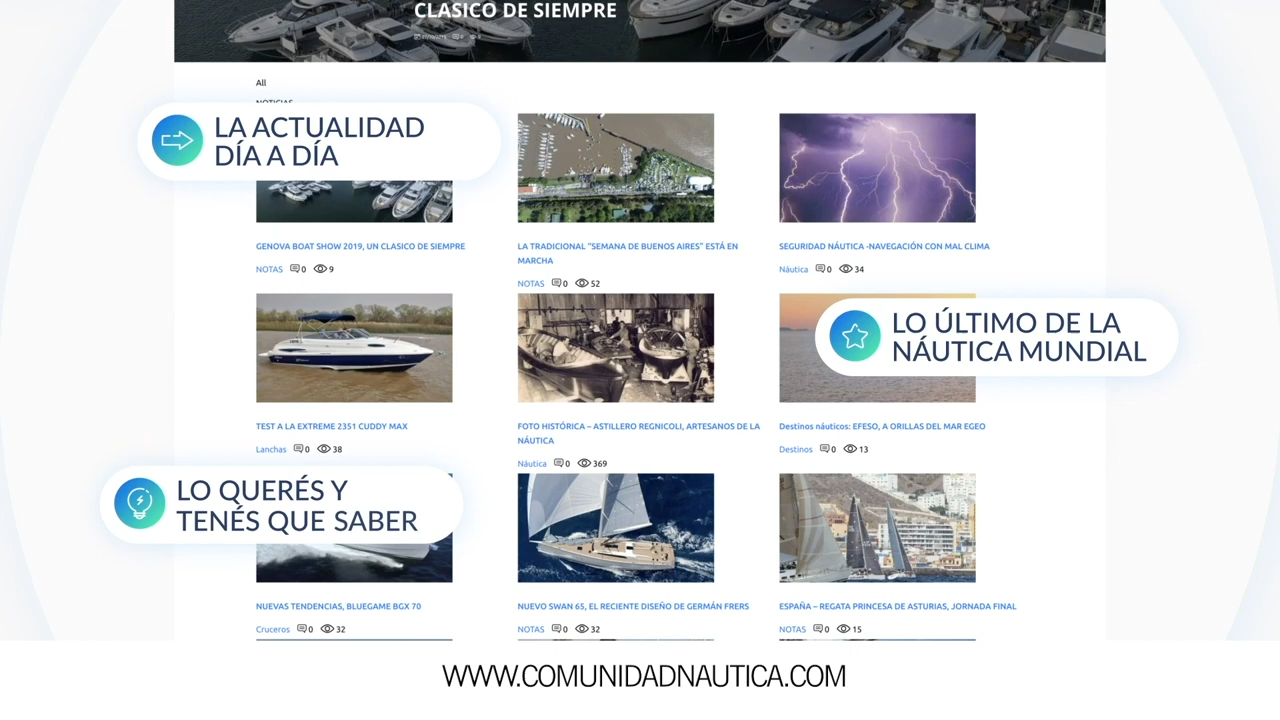 CLASICO DE SIEMPRE
All
NOTICIAS
LA ACTUALIDAD
DÍA A DÍA
GENOVA BOAT SHOW 2019, UN CLASICO DE SIEMPRE
NOTAS 0 9
LA TRADICIONAL "SEMANA DE BUENOS AIRES" ESTÁ EN
MARCHA
NOTAS 0 52
SEGURIDAD NÁUTICA -NAVEGACIÓN CON MAL CLIMA
Náutica 0 34
LO ÚLTIMO DE LA
NÁUTICA MUNDIAL
TEST A LA EXTREME 2351 CUDDY MAX
Lanchas 0 38
FOTO HISTÓRICA – ASTILLERO REGNICOLI, ARTESANOS DE LA
NÁUTICA
Náutica 0 369
Destinos náuticos: EFESO, A ORILLAS DEL MAR EGEO
Destinos 0 13
LO QUERÉS Y
TENÉS QUE SABER
NUEVAS TENDENCIAS, BLUEGAME BGX 70
Cruceros 0 32
NUEVO SWAN 65, EL RECIENTE DISEÑO DE GERMÁN FRERS
NOTAS 0 32
ESPAÑA – REGATA PRINCESA DE ASTURIAS, JORNADA FINAL
NOTAS 0 15
WWW.COMUNIDADNAUTICA.COM